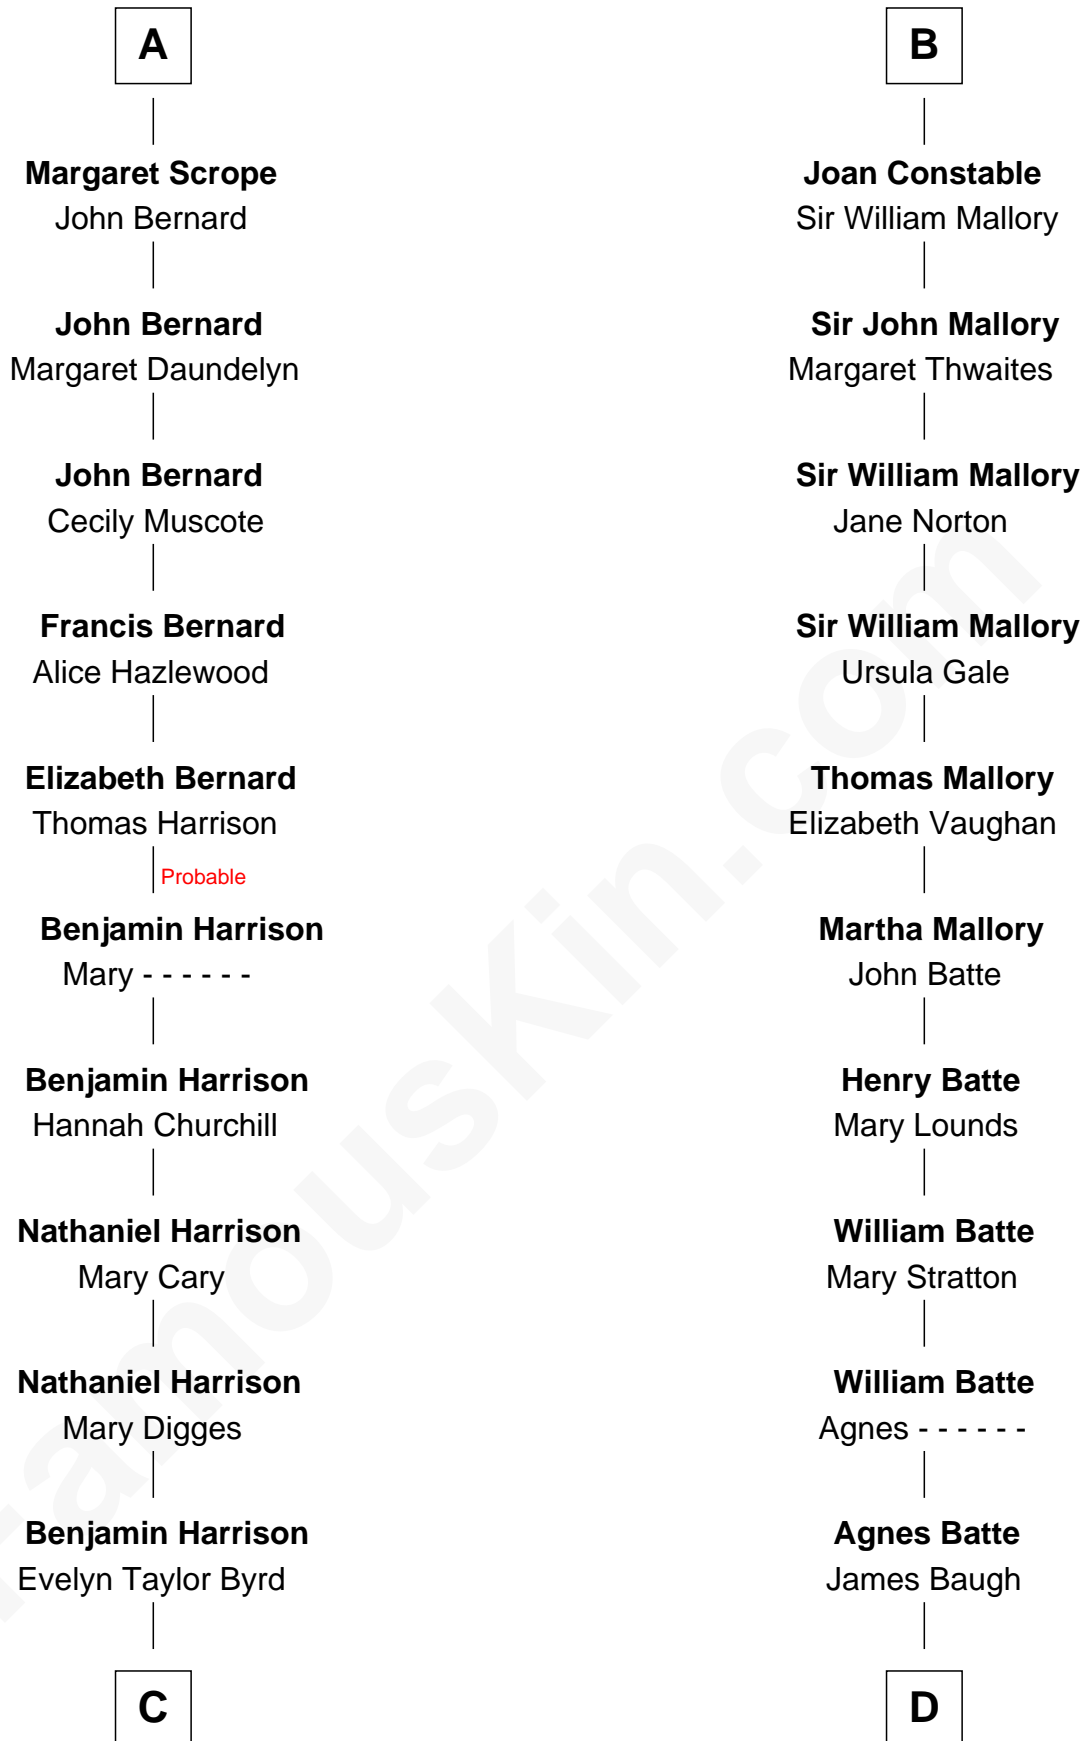 A
Margaret Scrope
John Bernard
John Bernard
Margaret Daundelyn
John Bernard
Cecily Muscote
Francis Bernard
Alice Hazlewood
Elizabeth Bernard
Thomas Harrison
Probable
Benjamin Harrison
Mary - - - - - -
Benjamin Harrison
Hannah Churchill
Nathaniel Harrison
Mary Cary
Nathaniel Harrison
Mary Digges
Benjamin Harrison
Evelyn Taylor Byrd
C
B
Joan Constable
Sir William Mallory
Sir John Mallory
Margaret Thwaites
Sir William Mallory
Jane Norton
Sir William Mallory
Ursula Gale
Thomas Mallory
Elizabeth Vaughan
Martha Mallory
John Batte
Henry Batte
Mary Lounds
William Batte
Mary Stratton
William Batte
Agnes - - - - - -
Agnes Batte
James Baugh
D
FamousKin.com